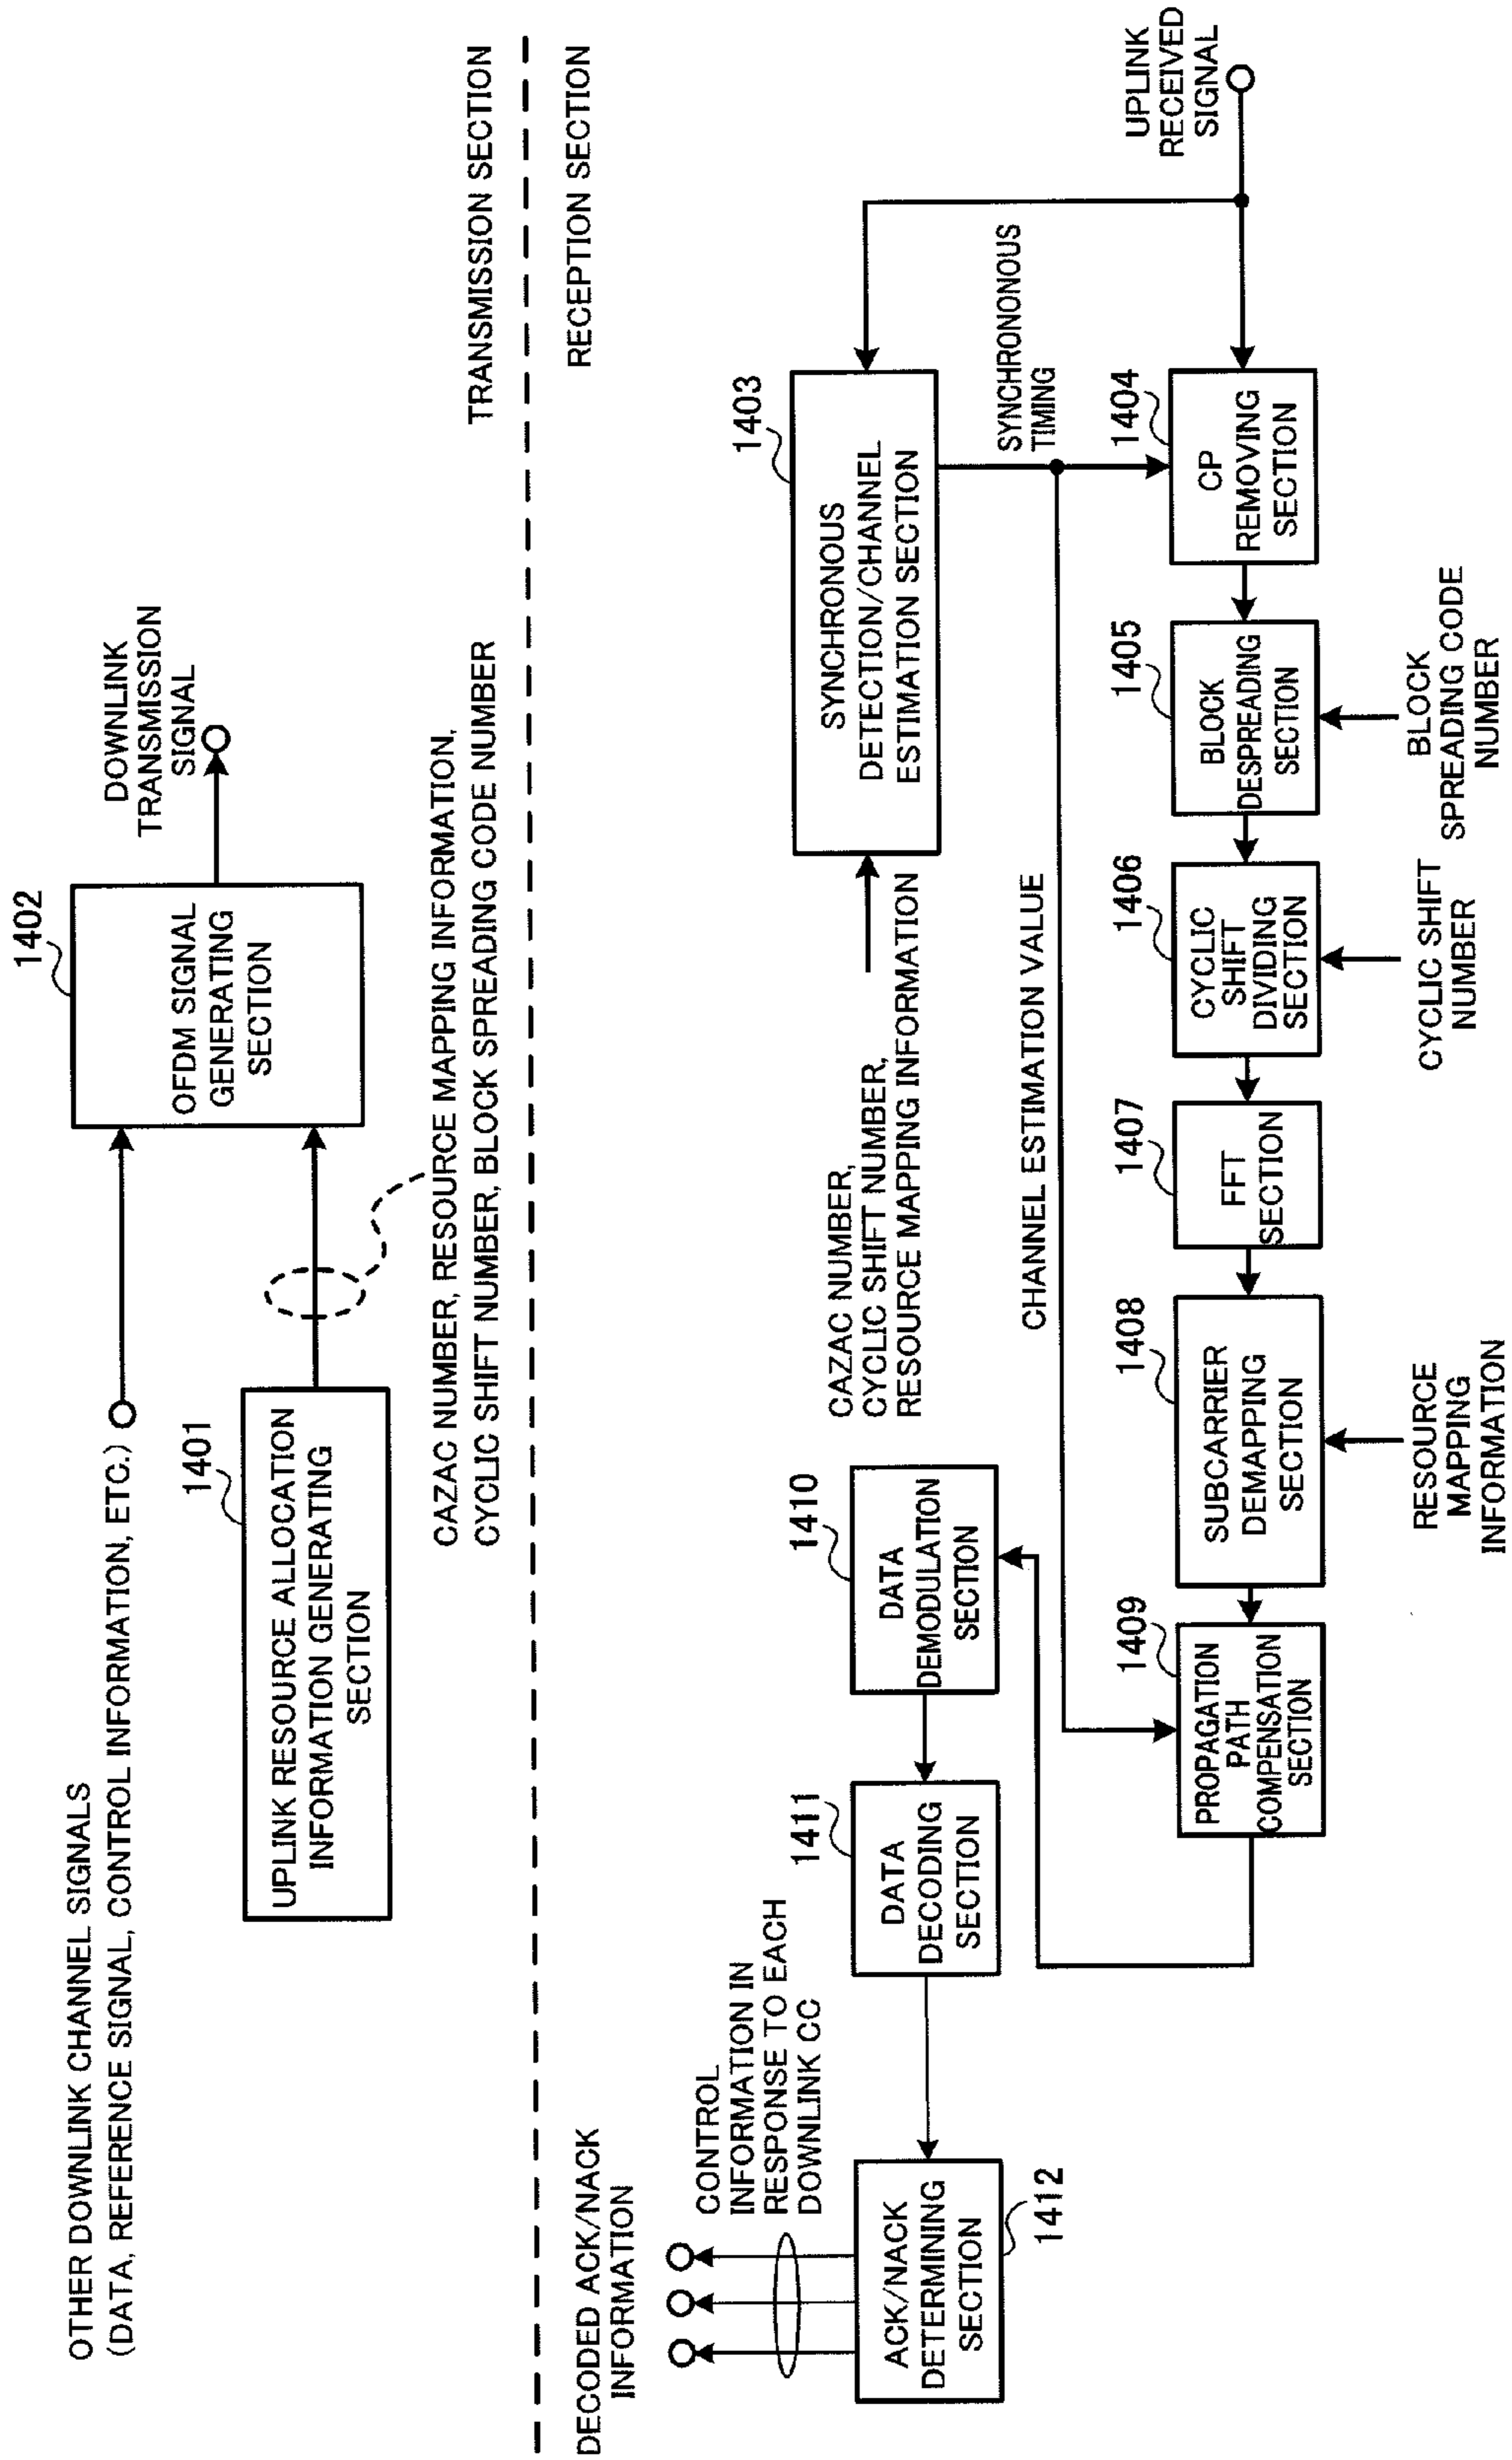 OTHER DOWNLINK CHANNEL SIGNALS
(DATA, REFERENCE SIGNAL, CONTROL INFORMATION, ETC.)
1401
UPLINK RESOURCE ALLOCATION
INFORMATION GENERATING
SECTION
1402
OFDM SIGNAL
GENERATING
SECTION
DOWNLINK
TRANSMISSION
SIGNAL
CAZAC NUMBER, RESOURCE MAPPING INFORMATION,
CYCLIC SHIFT NUMBER, BLOCK SPREADING CODE NUMBER
TRANSMISSION SECTION
RECEPTION SECTION
DECODED ACK/NACK
INFORMATION
CONTROL
INFORMATION IN
RESPONSE TO EACH
DOWNLINK CC
ACK/NACK
DETERMINING
SECTION
1412
1411
DATA
DECODING
SECTION
1410
DATA
DEMODULATION
SECTION
CAZAC NUMBER,
CYCLIC SHIFT NUMBER,
RESOURCE MAPPING INFORMATION
1403
SYNCHRONOUS
DETECTION/CHANNEL
ESTIMATION SECTION
SYNCHRONONOUS
TIMING
CHANNEL ESTIMATION VALUE
UPLINK
RECEIVED
SIGNAL
1409
PROPAGATION
PATH
COMPENSATION
SECTION
1408
SUBCARRIER
DEMAPPING
SECTION
1407
FFT
SECTION
1406
CYCLIC
SHIFT
DIVIDING
SECTION
1405
BLOCK
DESPREADING
SECTION
1404
CP
REMOVING
SECTION
RESOURCE
MAPPING
INFORMATION
CYCLIC SHIFT
NUMBER
BLOCK
SPREADING CODE
NUMBER